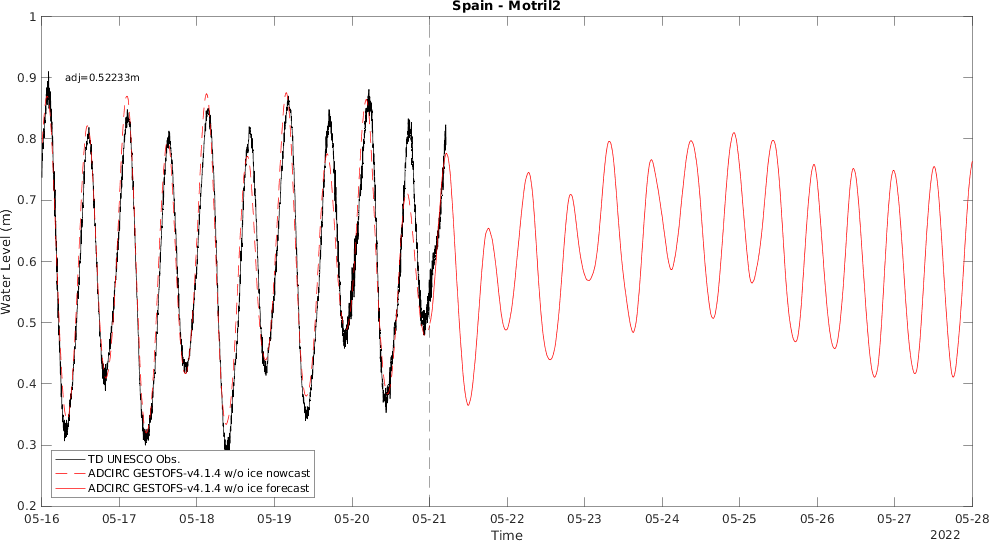 Spain - Motril2
1
0.9
0.8
0.7
0.6
0.5
0.4
0.3
0.2
Water Level (m)
adj=0.52233m
TD UNESCO Obs.
ADCIRC GESTOFS-v4.1.4 w/o ice nowcast
ADCIRC GESTOFS-v4.1.4 w/o ice forecast
05-16 05-17 05-18 05-19 05-20 05-21 05-22 05-23 05-24 05-25 05-26 05-27 05-28
Time
2022